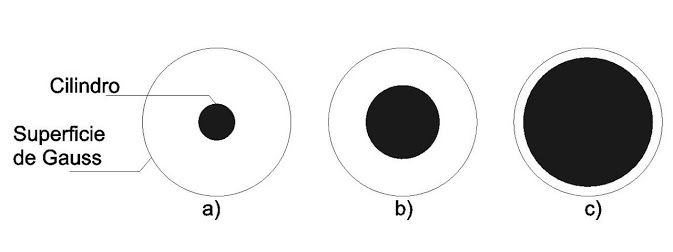 Cilindro
Superficie
de Gauss
a)
b)
c)